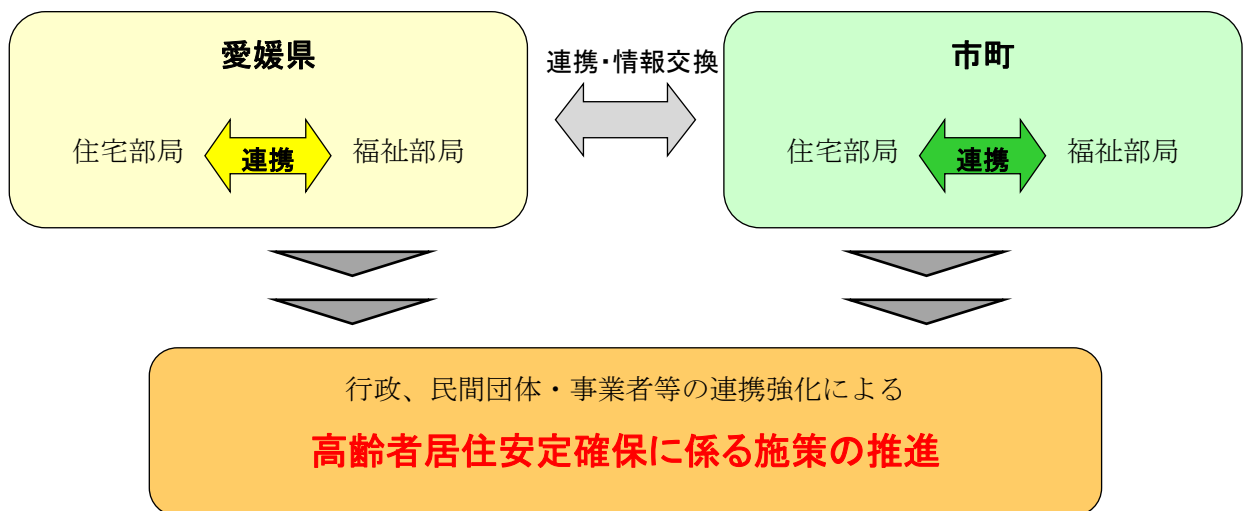 愛媛県
住宅部局
連携
福祉部局
連携・情報交換
市町
住宅部局
連携
福祉部局
行政、民間団体・事業者等の連携強化による
高齢者居住安定確保に係る施策の推進